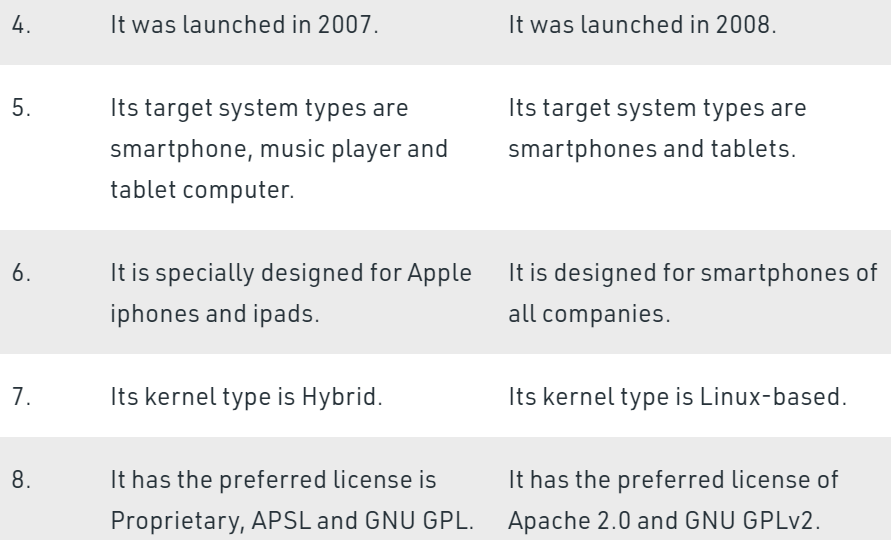 4. It was launched in 2007. It was launched in 2008.
5. Its target system types are Its target system types are
smartphone, music player and smartphones and tablets.
tablet computer.
6. It is specially designed for Apple It is designed for smartphones of
iphones and ipads. all companies.
7. Its kernel type is Hybrid. Its kernel type is Linux-based.
8. It has the preferred license is It has the preferred license of
Proprietary, APSL and GNU GPL. Apache 2.0 and GNU GPLv2.